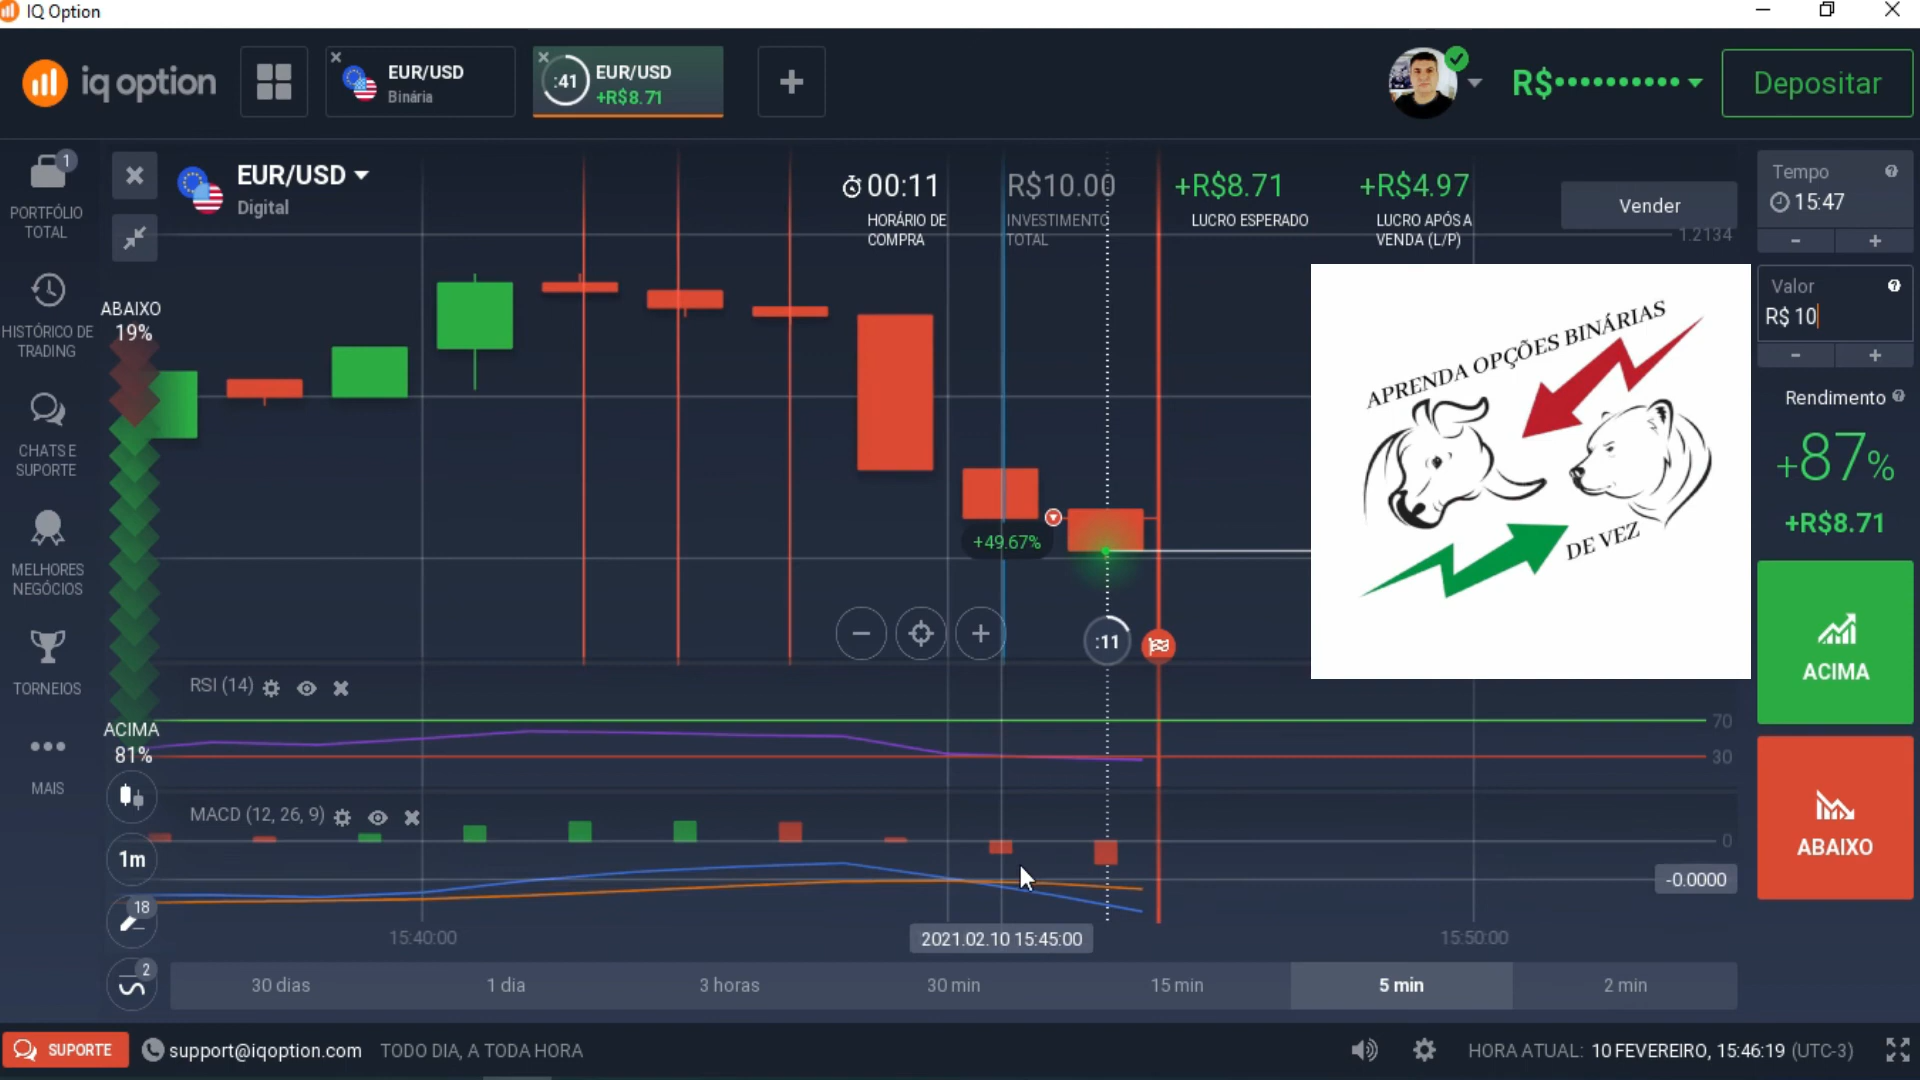 IQ Option
iq option
EUR/USD
Binária
:41
EUR/USD
+R$8.71
R$••••••••••
Depositar
1
PORTFÓLIO
TOTAL
HISTÓRICO DE
TRADING
CHATS E
SUPORTE
MELHORES
NEGÓCIOS
TORNEIOS
MAIS
EUR/USD
Digital
00:11
HORÁRIO DE
COMPRA
R$10.00
INVESTIMENTO
TOTAL
+R$8.71
LUCRO ESPERADO
+R$4.97
LUCRO APÓS A
VENDA (L/P)
Vender
1.2134
ABAIXO
19%
+49.67%
:11
APRENDA OPÇÕES BINÁRIAS
DE VEZ
RSI (14)
70
30
ACIMA
81%
MACD (12, 26, 9)
0
-0.0000
1m
18
2
15:40:00
2021.02.10 15:45:00
15:50:00
30 dias
1 dia
3 horas
30 min
15 min
5 min
2 min
Tempo
15:47
- +
Valor
R$ 10
- +
Rendimento
+87%
+R$8.71
ACIMA
ABAIXO
SUPORTE
support@iqoption.com
TODO DIA, A TODA HORA
HORA ATUAL: 10 FEVEREIRO, 15:46:19 (UTC-3)